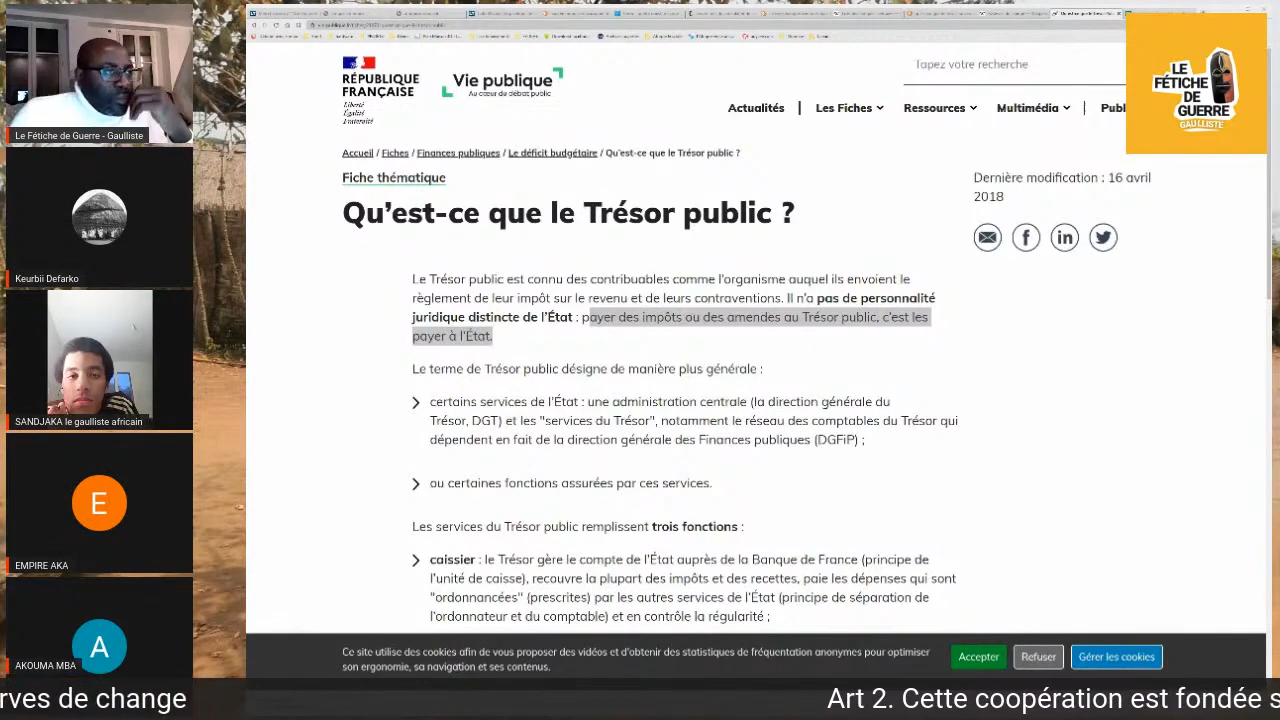 RÉPUBLIQUE
FRANÇAISE
Liberté
Égalité
Fraternité
Vie publique
Au cœur du débat public
Tapez votre recherche
Actualités
Les Fiches
Ressources
Multimédia
Publ
LE
FÉTICHE
DE
GUERRE
GAULLISTE
Accueil / Fiches / Finances publiques / Le déficit budgétaire / Qu'est-ce que le Trésor public ?
Fiche thématique
Dernière modification : 16 avril
2018
Qu'est-ce que le Trésor public ?
Le Trésor public est connu des contribuables comme l'organisme auquel ils envoient le
règlement de leur impôt sur le revenu et de leurs contraventions. Il n'a pas de personnalité
juridique distincte de l'État : payer des impôts ou des amendes au Trésor public, c'est les
payer à l'État.
Le terme de Trésor public désigne de manière plus générale :
certains services de l'État : une administration centrale (la direction générale du
Trésor, DGT) et les "services du Trésor", notamment le réseau des comptables du Trésor qui
dépendent en fait de la direction générale des Finances publiques (DGFiP) ;
ou certaines fonctions assurées par ces services.
Les services du Trésor public remplissent trois fonctions :
caissier : le Trésor gère le compte de l'État auprès de la Banque de France (principe de
l'unité de caisse), recouvre la plupart des impôts et des recettes, paie les dépenses qui sont
"ordonnancées" (prescrites) par les autres services de l'État (principe de séparation de
l'ordonnateur et du comptable) et en contrôle la régularité ;
Ce site utilise des cookies afin de vous proposer des vidéos et d'obtenir des statistiques de fréquentation anonymes pour optimiser
son ergonomie, sa navigation et ses contenus.
Accepter
Refuser
Gérer les cookies
Le Fétiche de Guerre - Gaulliste
Keurbii Defarko
SANDJAKA le gaulliste africain
E
EMPIRE AKA
A
AKOUMA MBA
rves de change
Art 2. Cette coopération est fondée s